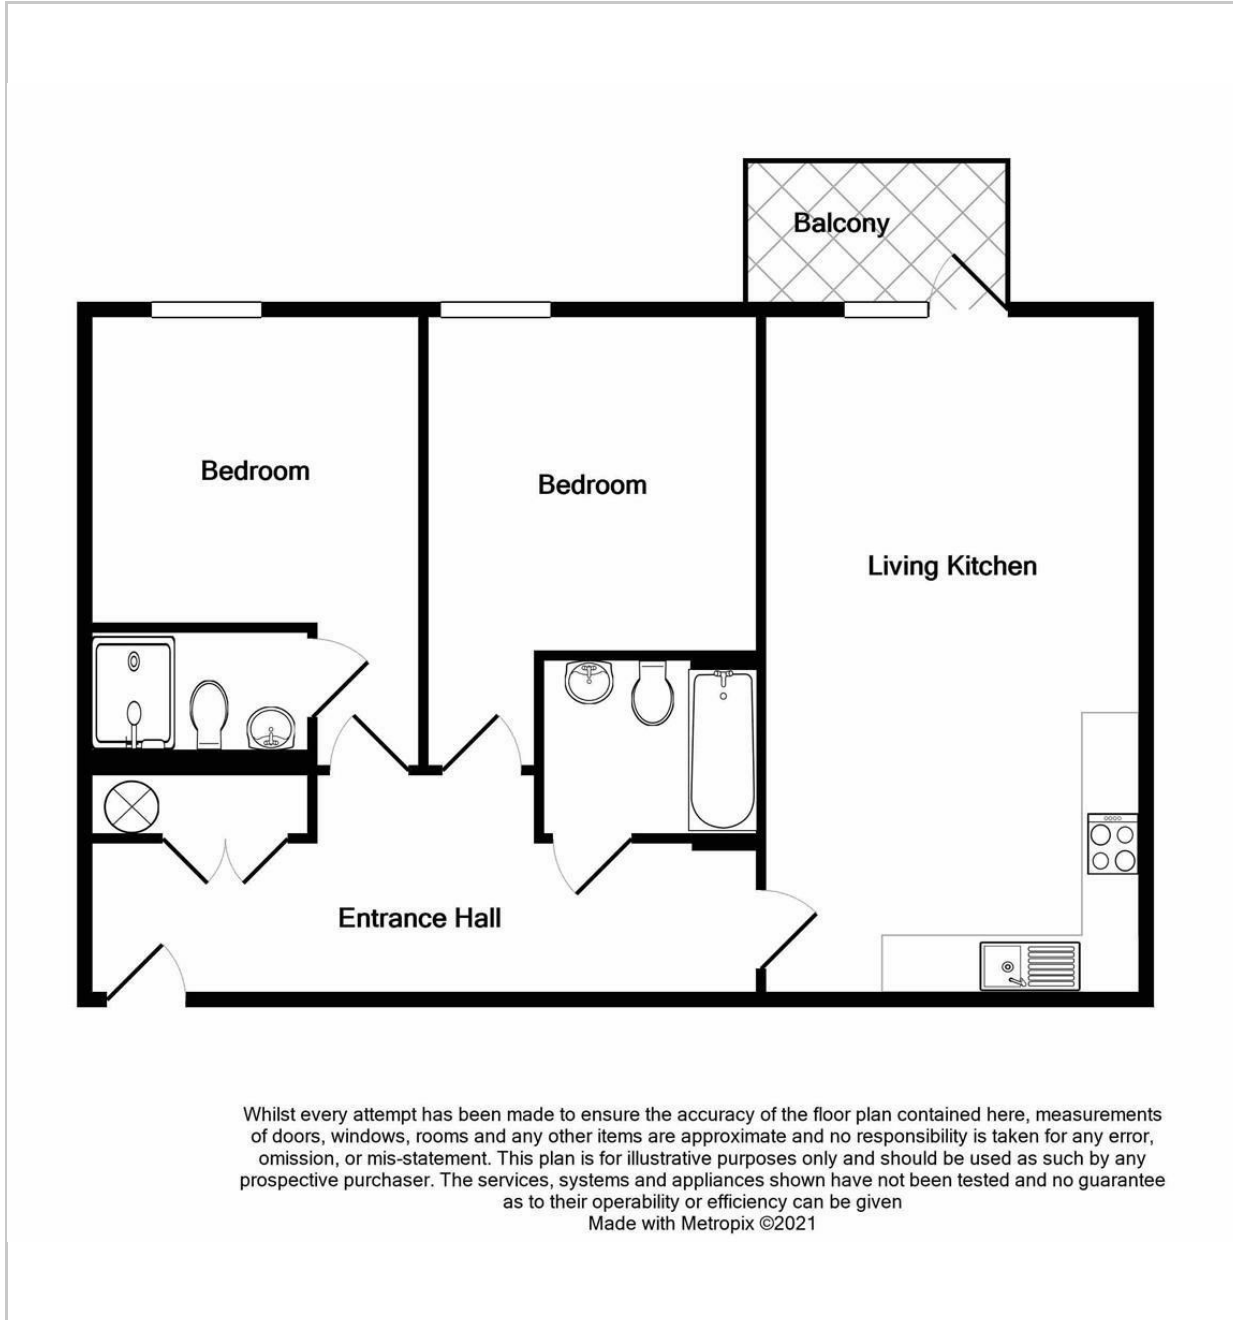 Balcony
Bedroom
Bedroom
Living Kitchen
Entrance Hall
Whilst every attempt has been made to ensure the accuracy of the floor plan contained here, measurements
of doors, windows, rooms and any other items are approximate and no responsibility is taken for any error,
omission, or mis-statement. This plan is for illustrative purposes only and should be used as such by any
prospective purchaser. The services, systems and appliances shown have not been tested and no guarantee
as to their operability or efficiency can be given
Made with Metropix ©2021